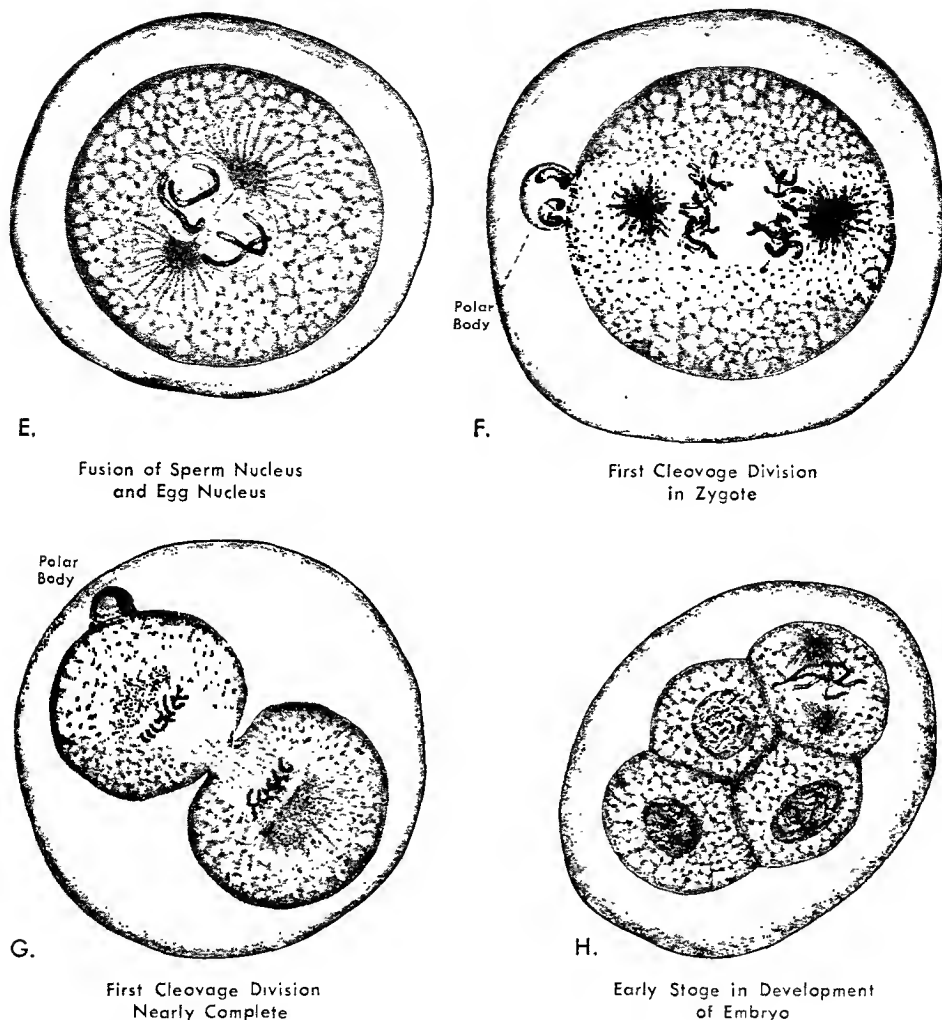 Polar
Body
E.
F.
Fusion of Sperm Nucleus
and Egg Nucleus
First Cleovage Division
in Zygote
Polar
Body
G.
H.
First Cleovage Division
Nearly Complete
Early Stoge in Development
of Embryo